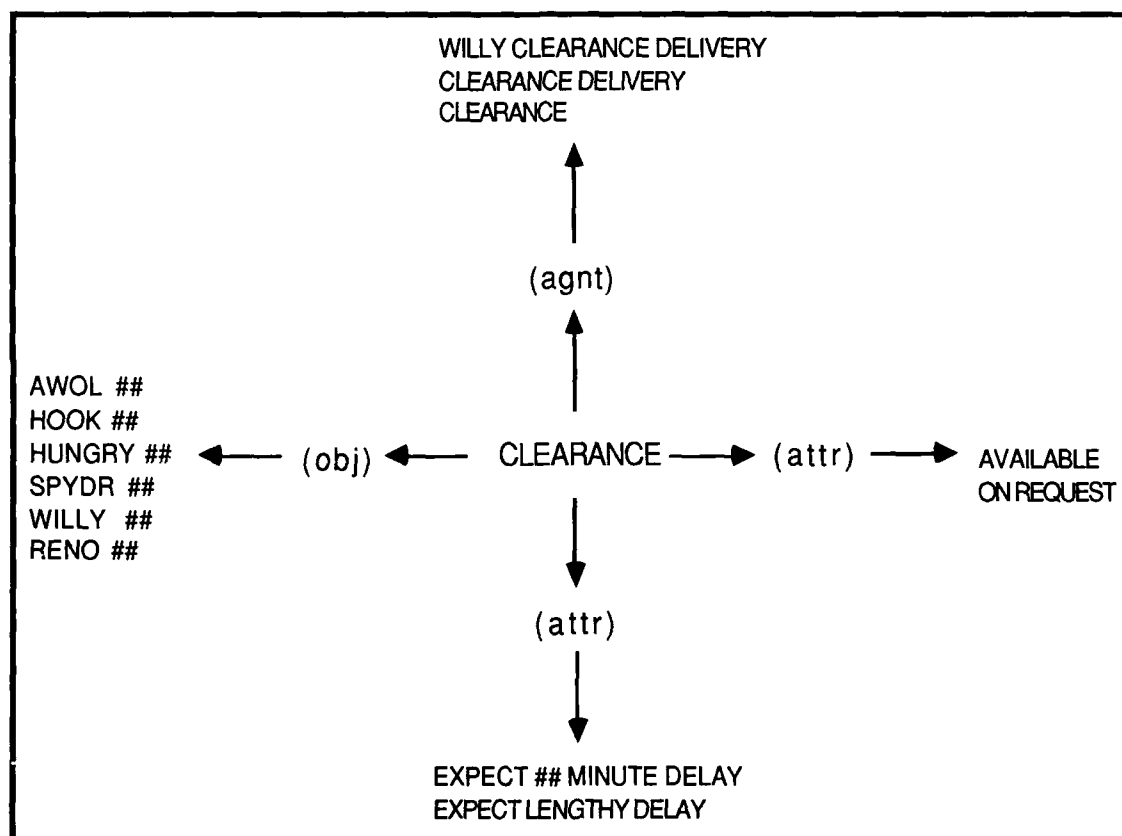 WILLY CLEARANCE DELIVERY
CLEARANCE DELIVERY
CLEARANCE
(agnt)
AWOL ##
HOOK ##
HUNGRY ##
SPYDR ##
WILLY ##
RENO ##
(obj)
CLEARANCE
(attr)
AVAILABLE
ON REQUEST
(attr)
EXPECT ## MINUTE DELAY
EXPECT LENGTHY DELAY